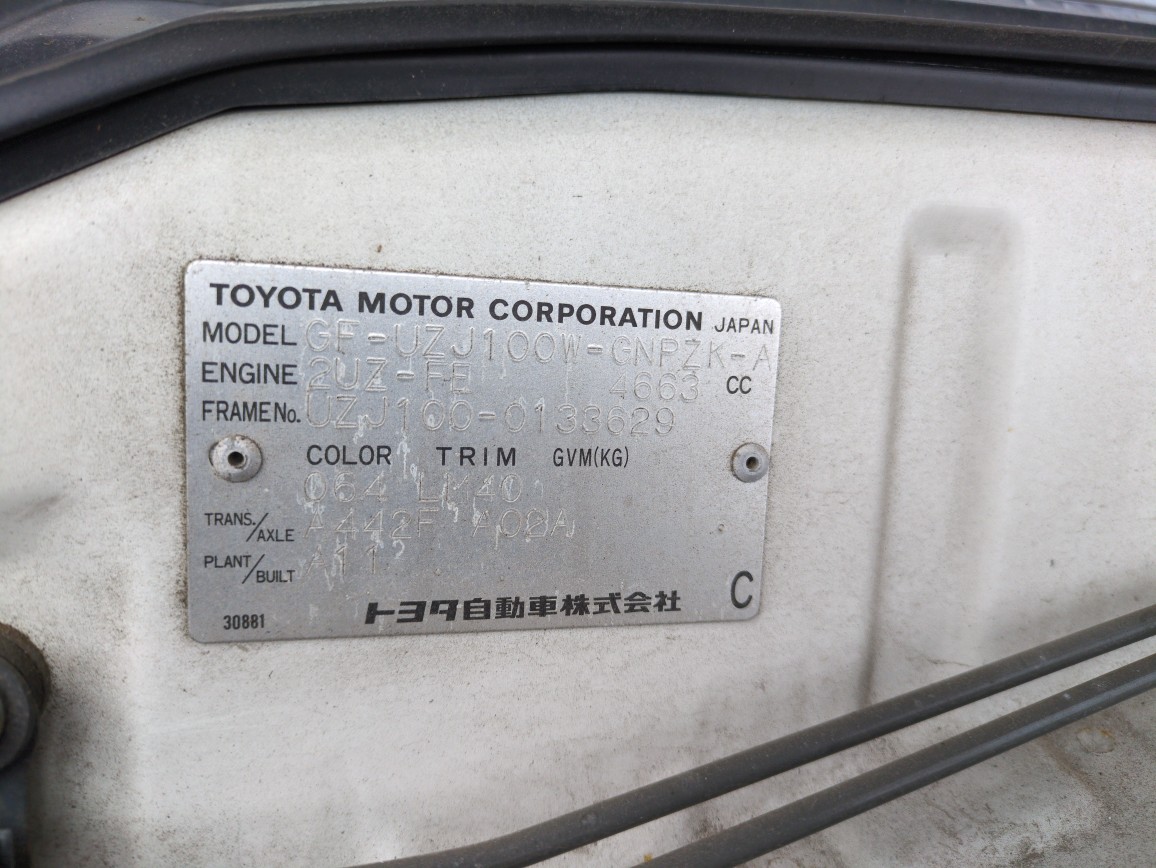 TOYOTA MOTOR CORPORATION JAPAN
MODEL GF-UZJ100W-GNPZK-A
ENGINE 2UZ-FE 4663 CC
FRAME No. UZJ100-0133629
COLOR TRIM GVM(KG)
064 LM40
TRANS./AXLE A442F A02A
PLANT/BUILT A11
30881 トヨタ自動車株式会社 C